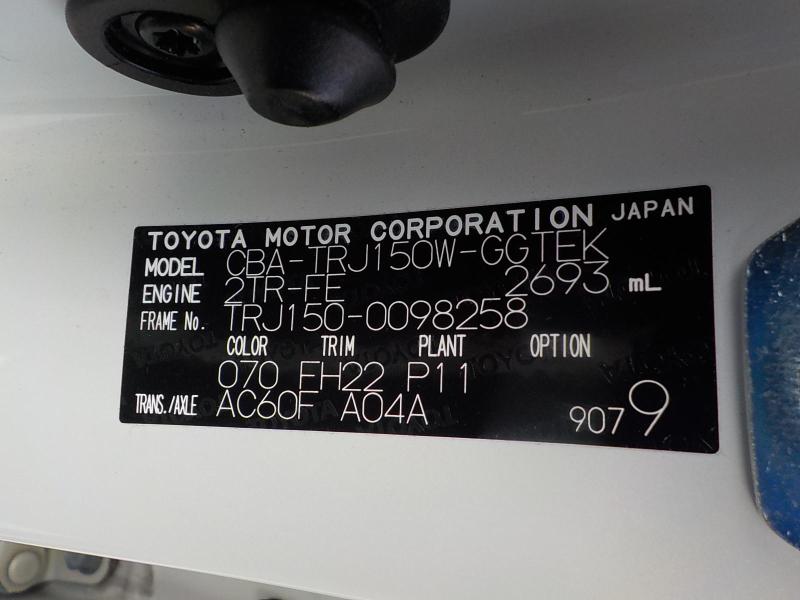 TOYOTA MOTOR CORPORATION JAPAN
MODEL CBA-TRJ150W-GGTEK
ENGINE 2TR-FE 2693 mL
FRAME No. TRJ150-0098258
COLOR TRIM PLANT OPTION
070 FH22 P11
TRANS./AXLE AC60F A04A 9079